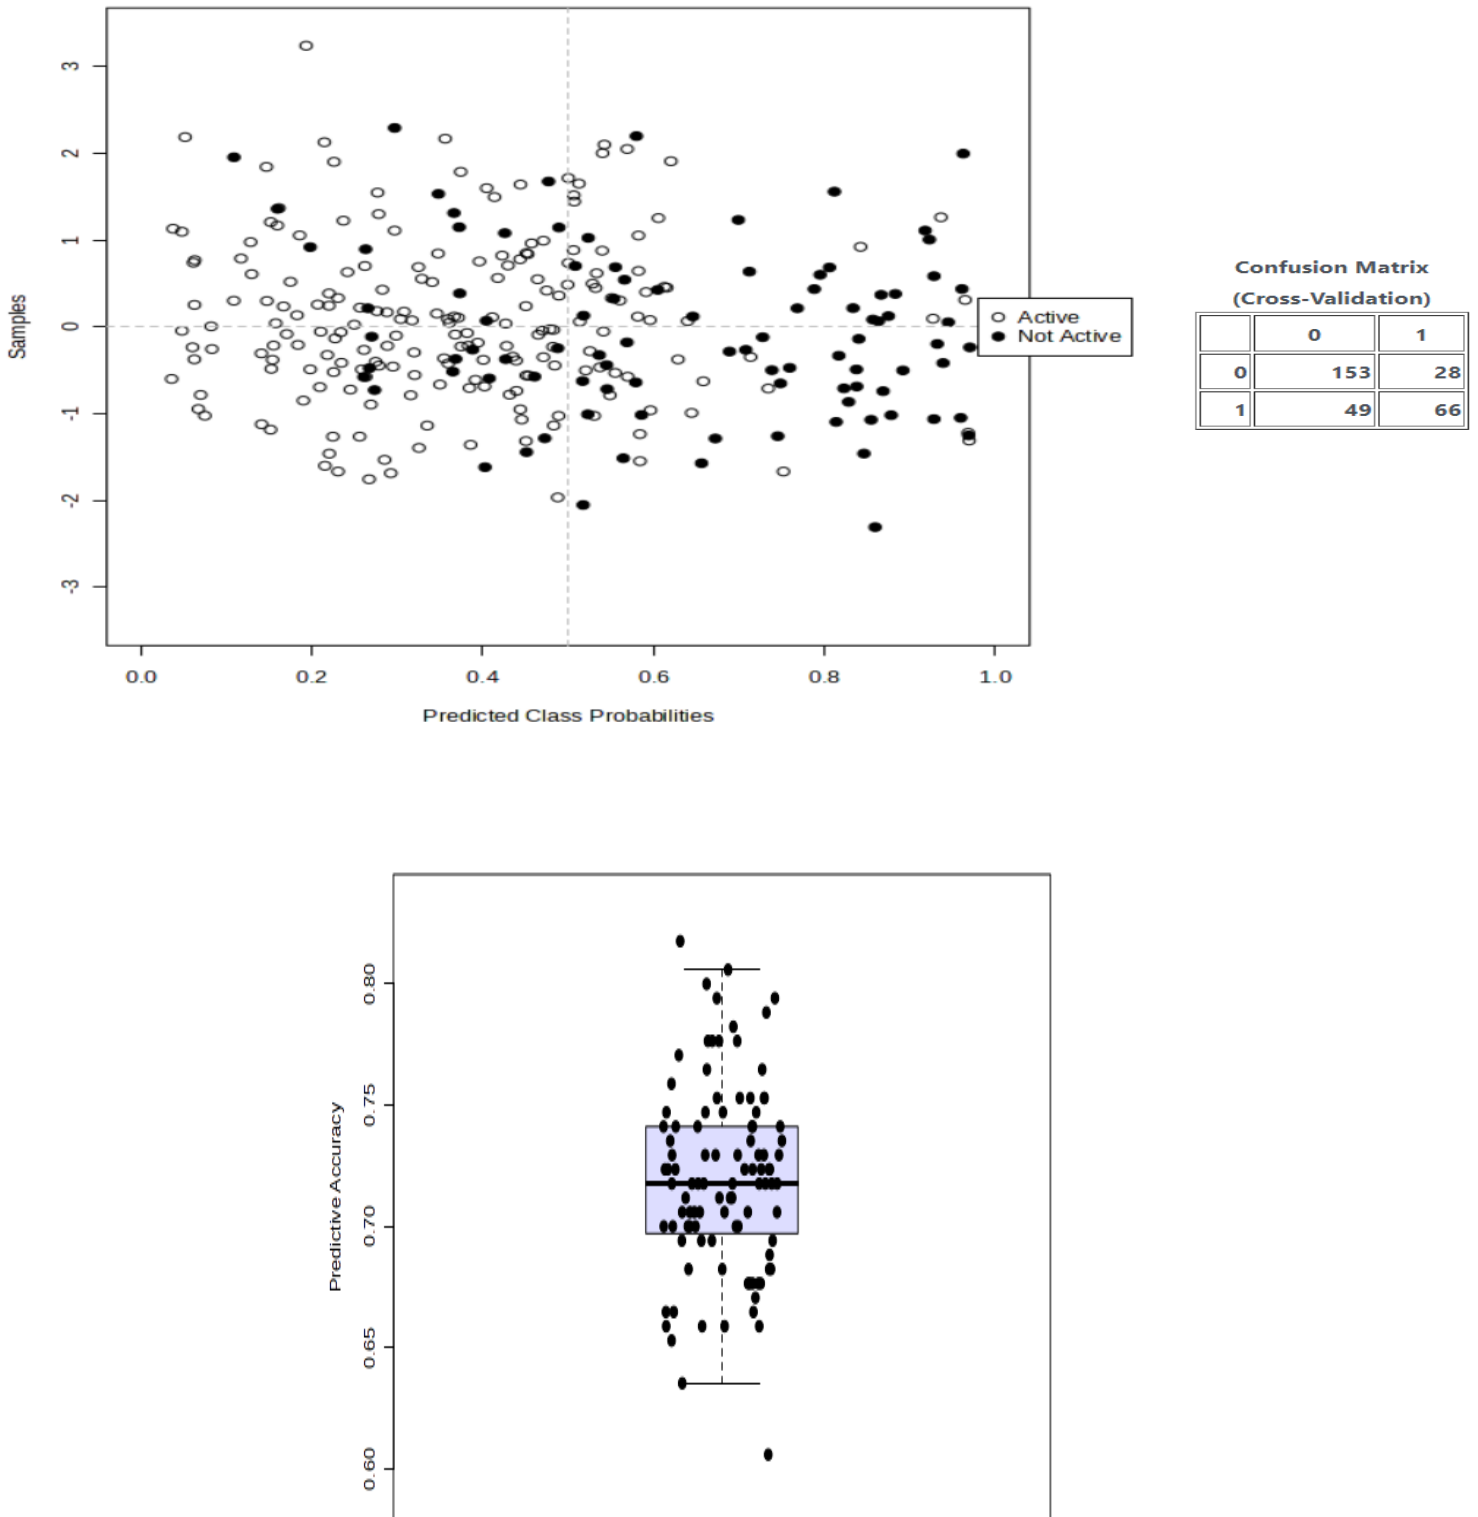 3
2
1
0
-1
-2
-3
Samples
0.0 0.2 0.4 0.6 0.8 1.0
Predicted Class Probabilities
Active
Not Active
Confusion Matrix
(Cross-Validation)
0 1
0 153 28
1 49 66
0.80
0.75
0.70
0.65
0.60
Predictive Accuracy